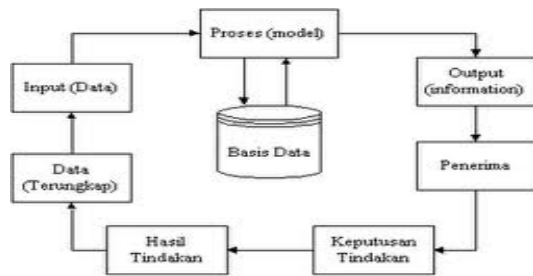 Proses (model)
Input (Data)
Output
(information)
Basis Data
Data
(Terungkap)
Penerima
Hasil
Tindakan
Keputusan
Tindakan